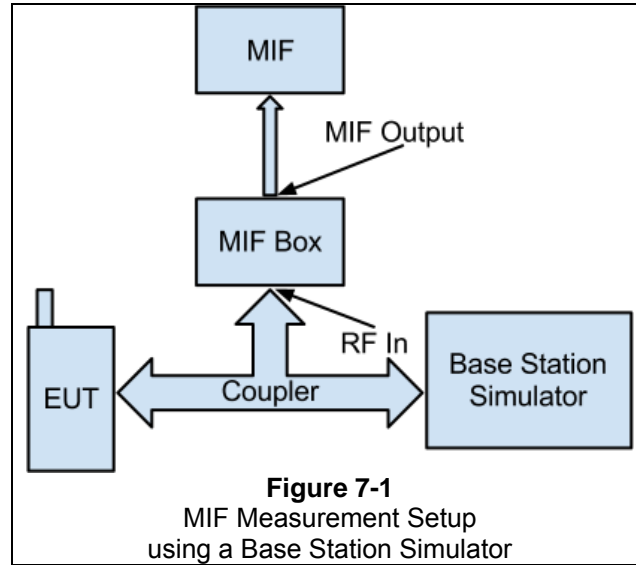 MIF
MIF Output
MIF Box
RF In
EUT
Coupler
Base Station
Simulator
Figure 7-1
MIF Measurement Setup
using a Base Station Simulator